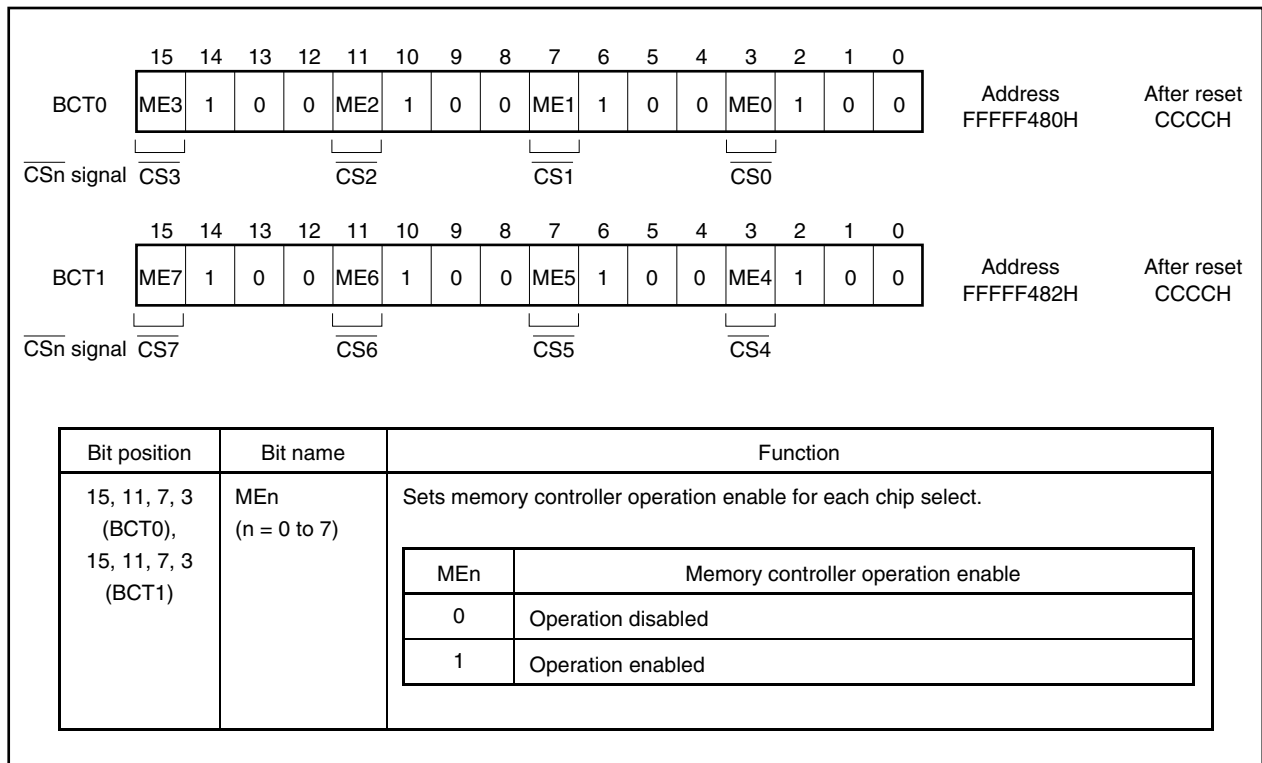 15 14 13 12 11 10 9 8 7 6 5 4 3 2 1 0
BCT0 ME3 1 0 0 ME2 1 0 0 ME1 1 0 0 ME0 1 0 0 Address FFFFF480H After reset CCCCH
CSn signal CS3 CS2 CS1 CS0
15 14 13 12 11 10 9 8 7 6 5 4 3 2 1 0
BCT1 ME7 1 0 0 ME6 1 0 0 ME5 1 0 0 ME4 1 0 0 Address FFFFF482H After reset CCCCH
CSn signal CS7 CS6 CS5 CS4
Bit position Bit name Function
15, 11, 7, 3 MEn Sets memory controller operation enable for each chip select.
(BCT0), (n = 0 to 7)
15, 11, 7, 3
(BCT1)
MEn Memory controller operation enable
0 Operation disabled
1 Operation enabled